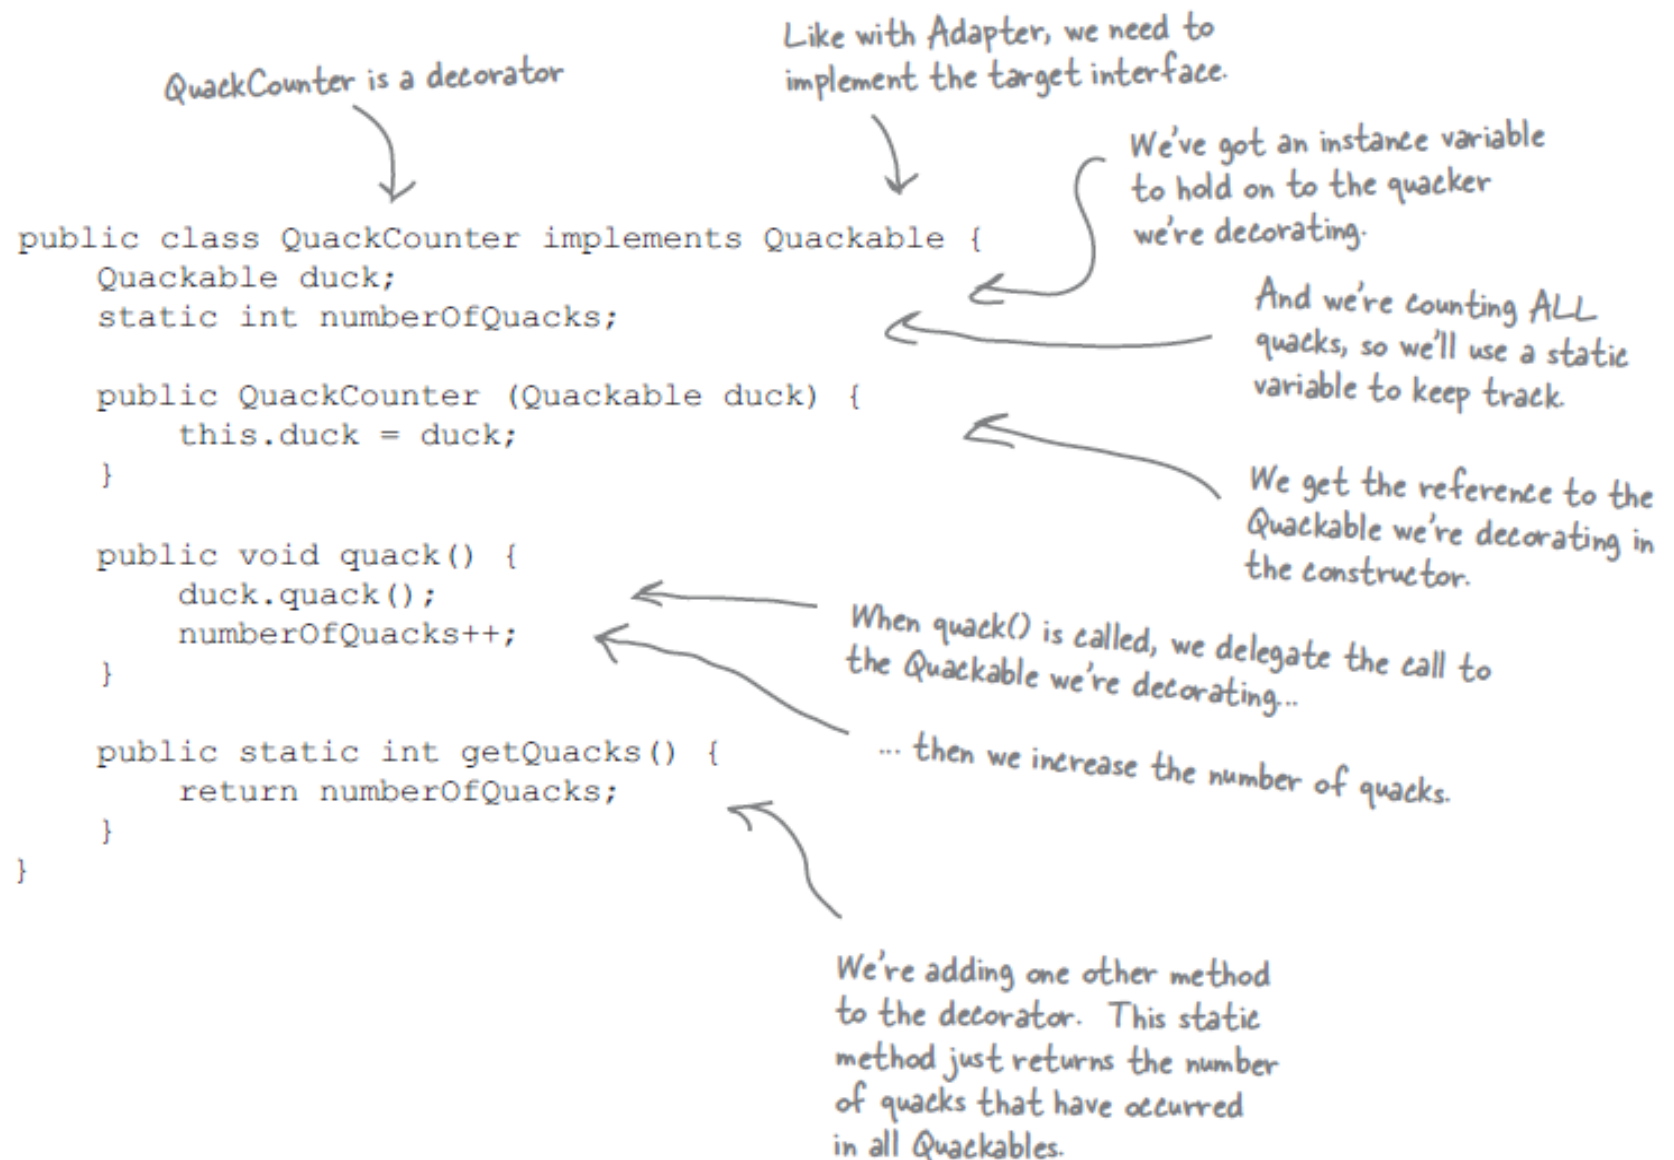 QuackCounter is a decorator
Like with Adapter, we need to
implement the target interface.
We've got an instance variable
to hold on to the quacker
we're decorating.
public class QuackCounter implements Quackable {
Quackable duck;
static int numberOfQuacks;
And we're counting ALL
quacks, so we'll use a static
variable to keep track.
public QuackCounter (Quackable duck) {
this.duck = duck;
}
We get the reference to the
Quackable we're decorating in
the constructor.
public void quack() {
duck.quack();
numberOfQuacks++;
}
When quack() is called, we delegate the call to
the Quackable we're decorating...
... then we increase the number of quacks.
public static int getQuacks() {
return numberOfQuacks;
}
}
We're adding one other method
to the decorator. This static
method just returns the number
of quacks that have occurred
in all Quackables.